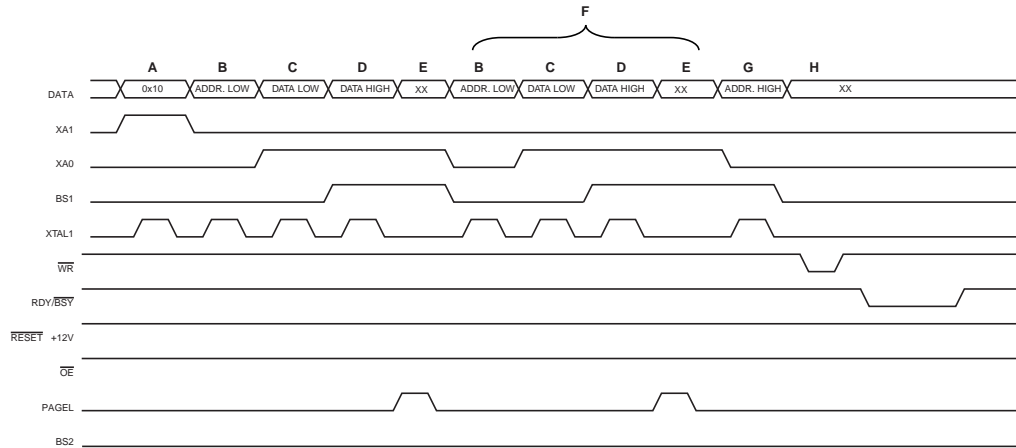 F
A B C D E B C D E G H
DATA 0x10 ADDR. LOW DATA LOW DATA HIGH XX ADDR. LOW DATA LOW DATA HIGH XX ADDR. HIGH XX
XA1
XA0
BS1
XTAL1
WR
RDY/BSY
RESET +12V
OE
PAGEL
BS2